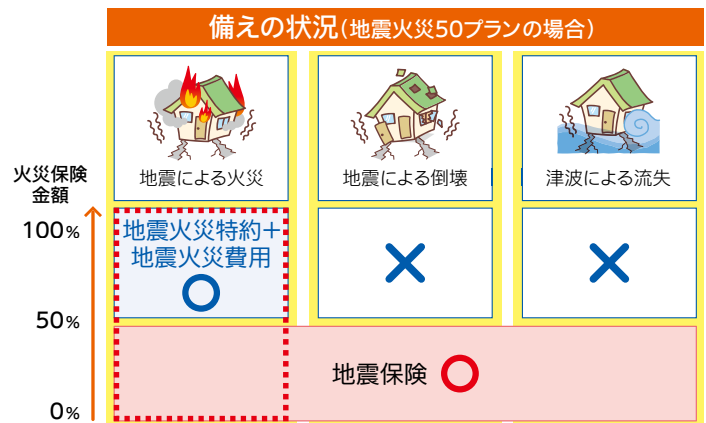 備えの状況(地震火災50プランの場合)
地震による火災
地震による倒壊
津波による流失
火災保険
金額
100%
地震火災特約+
地震火災費用
50%
地震保険
0%